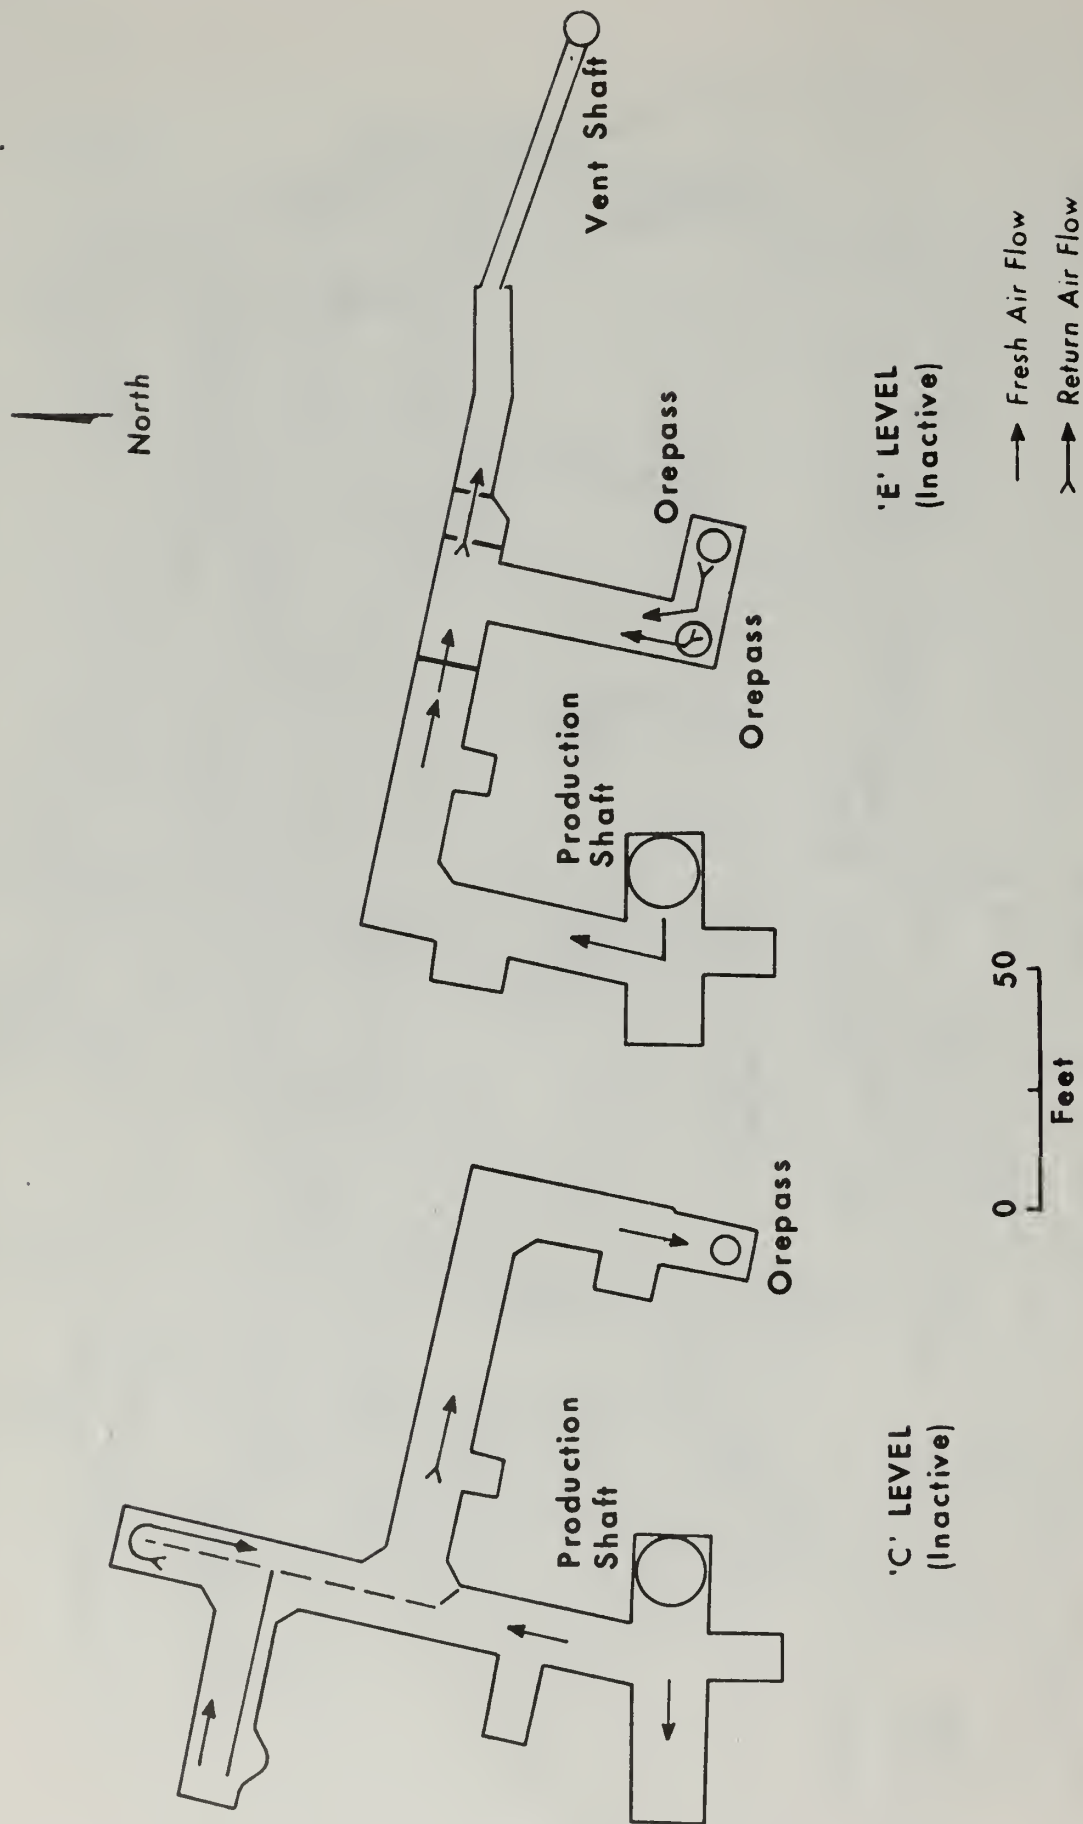 North
Vent Shaft
Orepass
Orepass
Production
Shaft
'E' LEVEL
(Inactive)
Fresh Air Flow
Return Air Flow
0 50
Feet
Orepass
Production
Shaft
'C' LEVEL
(Inactive)